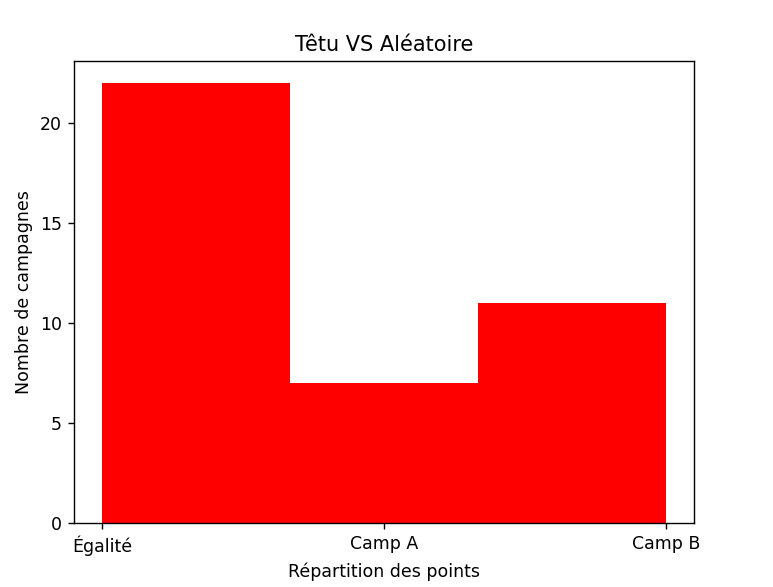 Têtu VS Aléatoire
20
15
10
5
0
Nombre de campagnes
Égalité Camp A Camp B
Répartition des points